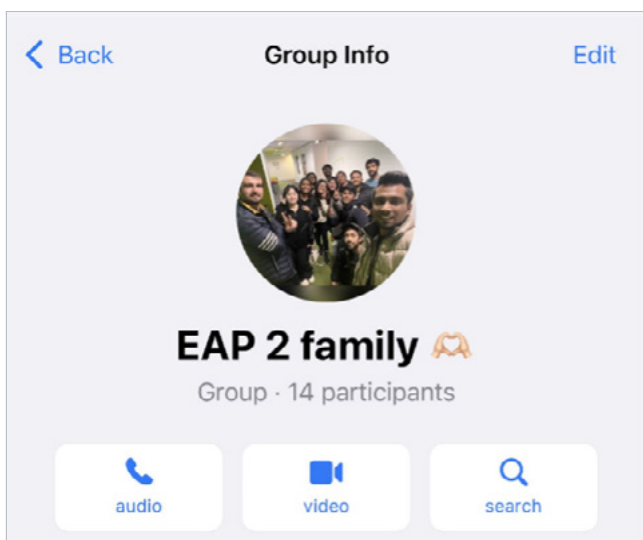 Back Group Info Edit
EAP 2 family 🫶🏻
Group · 14 participants
audio video search